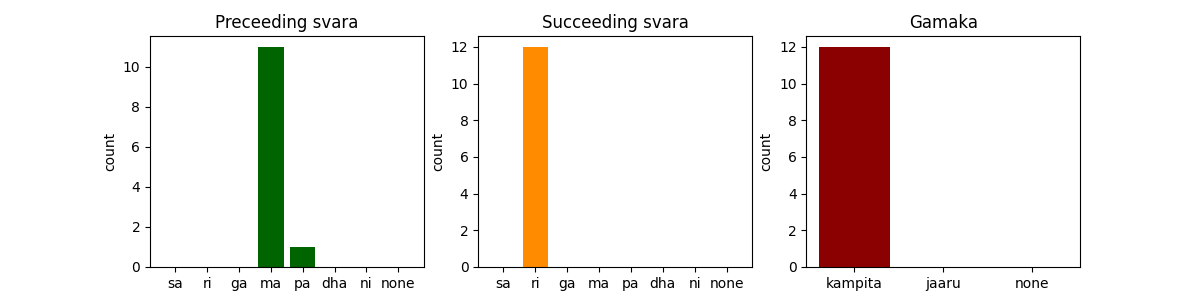 Preceeding svara
count
10
8
6
4
2
0
sa ri ga ma pa dha ni none
Succeeding svara
count
12
10
8
6
4
2
0
sa ri ga ma pa dha ni none
Gamaka
count
12
10
8
6
4
2
0
kampita jaaru none